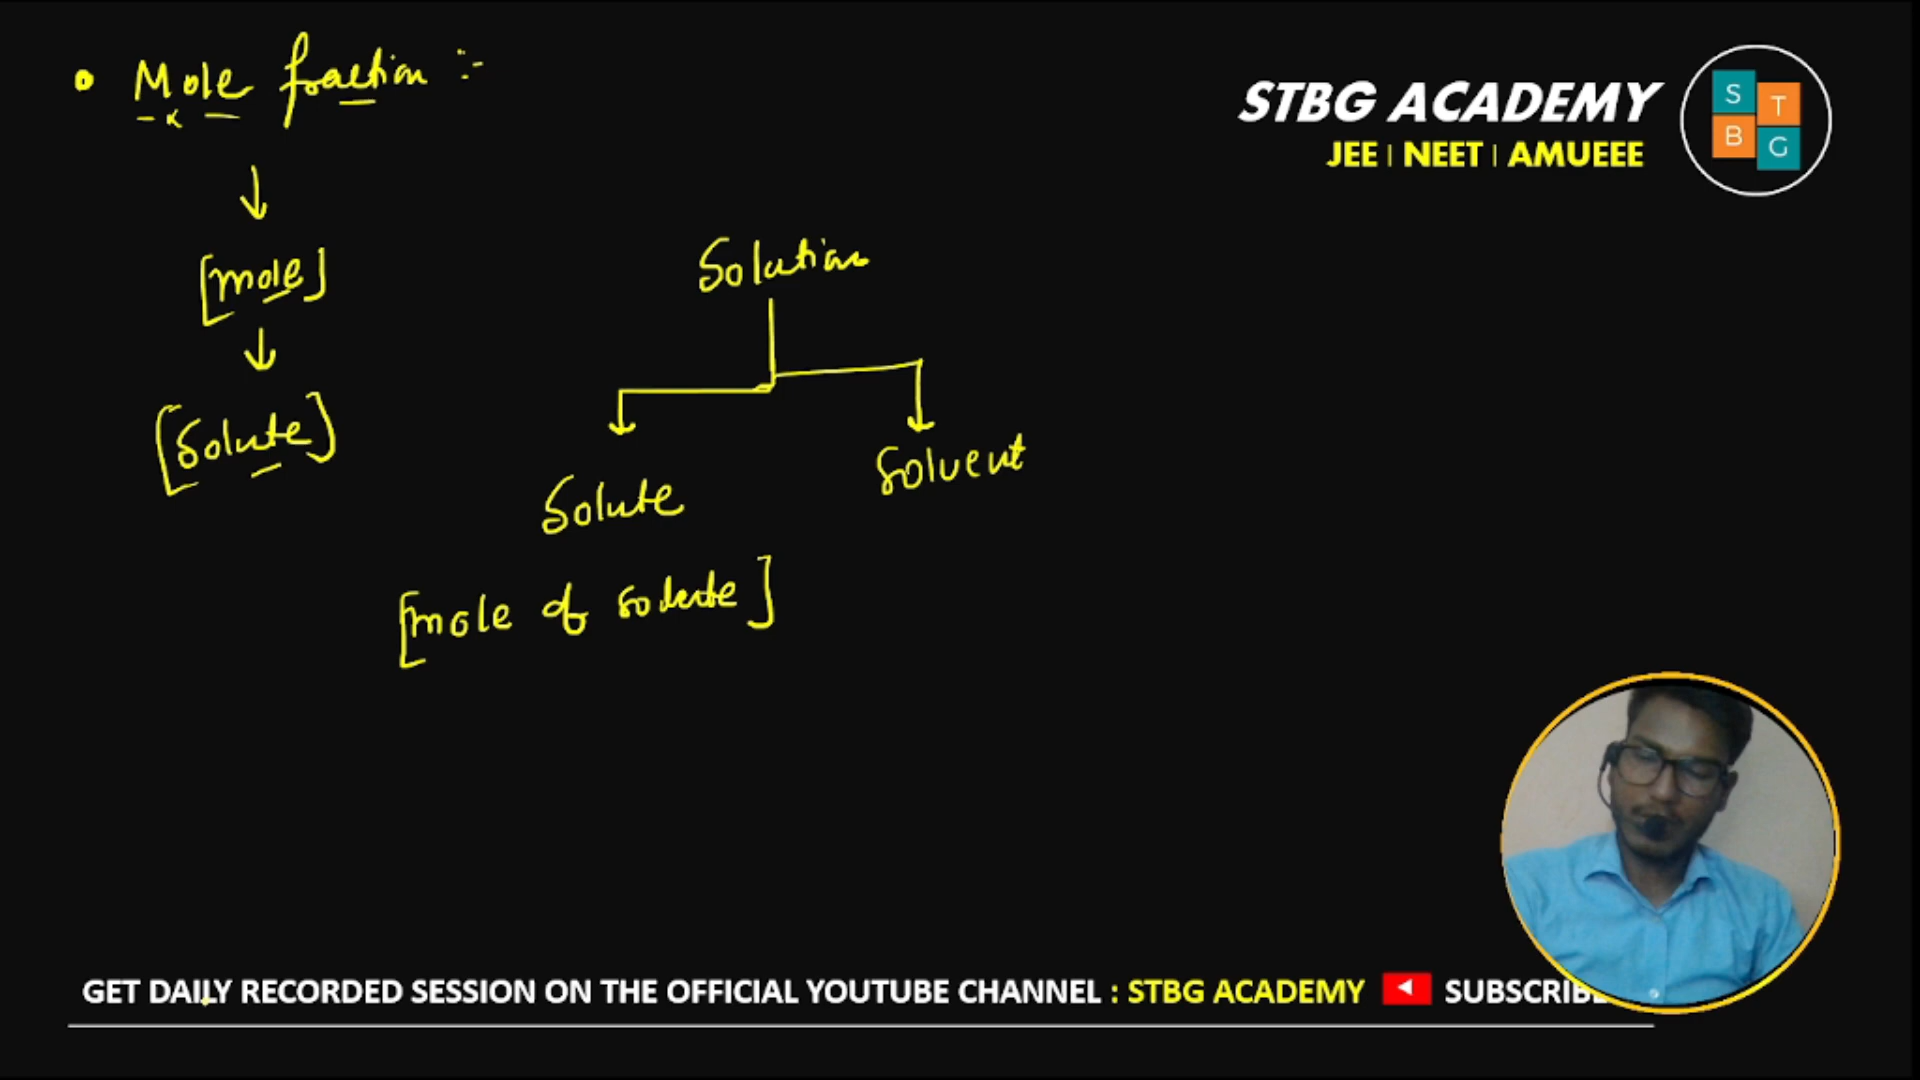 • Mole fraction :-
STBG ACADEMY
JEE | NEET | AMUEEE
S T B G
[mole]
[Solute]
Solution
Solute
Solvent
[mole of solute]
GET DAILY RECORDED SESSION ON THE OFFICIAL YOUTUBE CHANNEL : STBG ACADEMY SUBSCRIBE